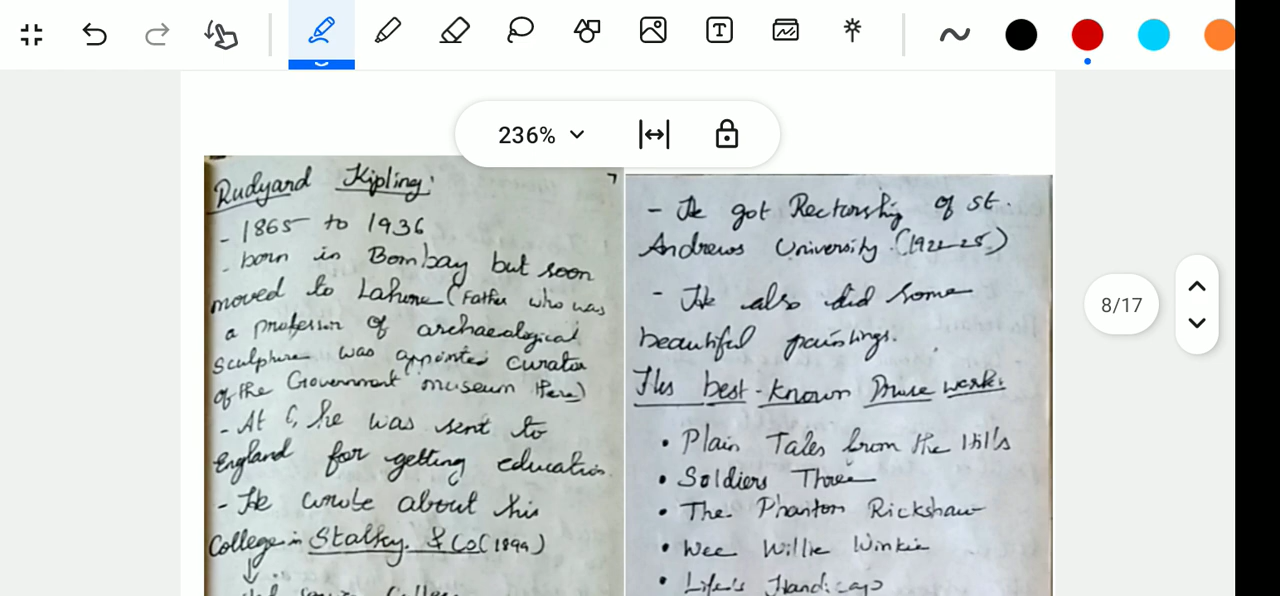 236%
8/17
Rudyard Kipling:
- 1865 to 1936
- born in Bombay but soon
moved to Lahore (Father who was
a professor of archaeological
sculpture was appointed curator
of the Government museum there)
- At 6, he was sent to
England for getting education.
- He wrote about his
College in Stalky & Co (1899)
7
- He got Rectorship of St.
Andrews University (1922-25)
- He also did some
beautiful paintings.
His best-known Prose works:
• Plain Tales from the Hills
• Soldiers Three
• The Phantom Rickshaw
• Wee Willie Winkie
• Life's Handicap